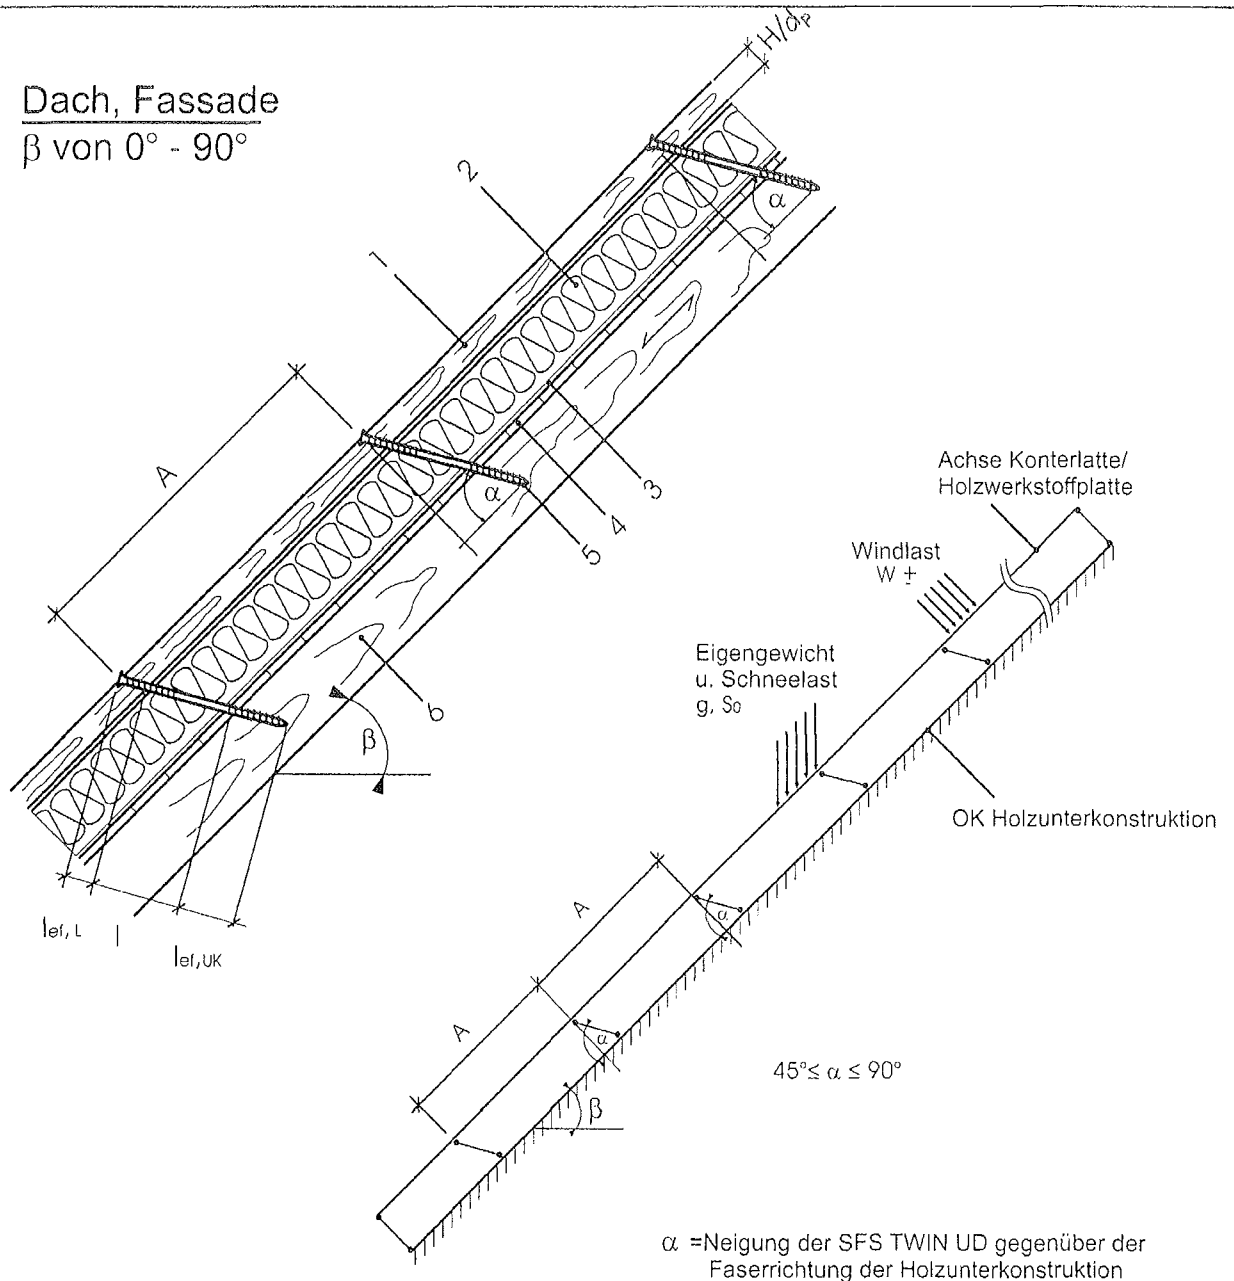 Dach, Fassade
β von 0° - 90°
H/dₚ
2
1
α
A
α
3
4
5
6
β
lef, L
l
lef,UK
Achse Konterlatte/
Holzwerkstoffplatte
Windlast
W ±
Eigengewicht
u. Schneelast
g, S₀
OK Holzunterkonstruktion
A
α
A
α
45°≤ α ≤ 90°
β
α =Neigung der SFS TWIN UD gegenüber der
Faserrichtung der Holzunterkonstruktion